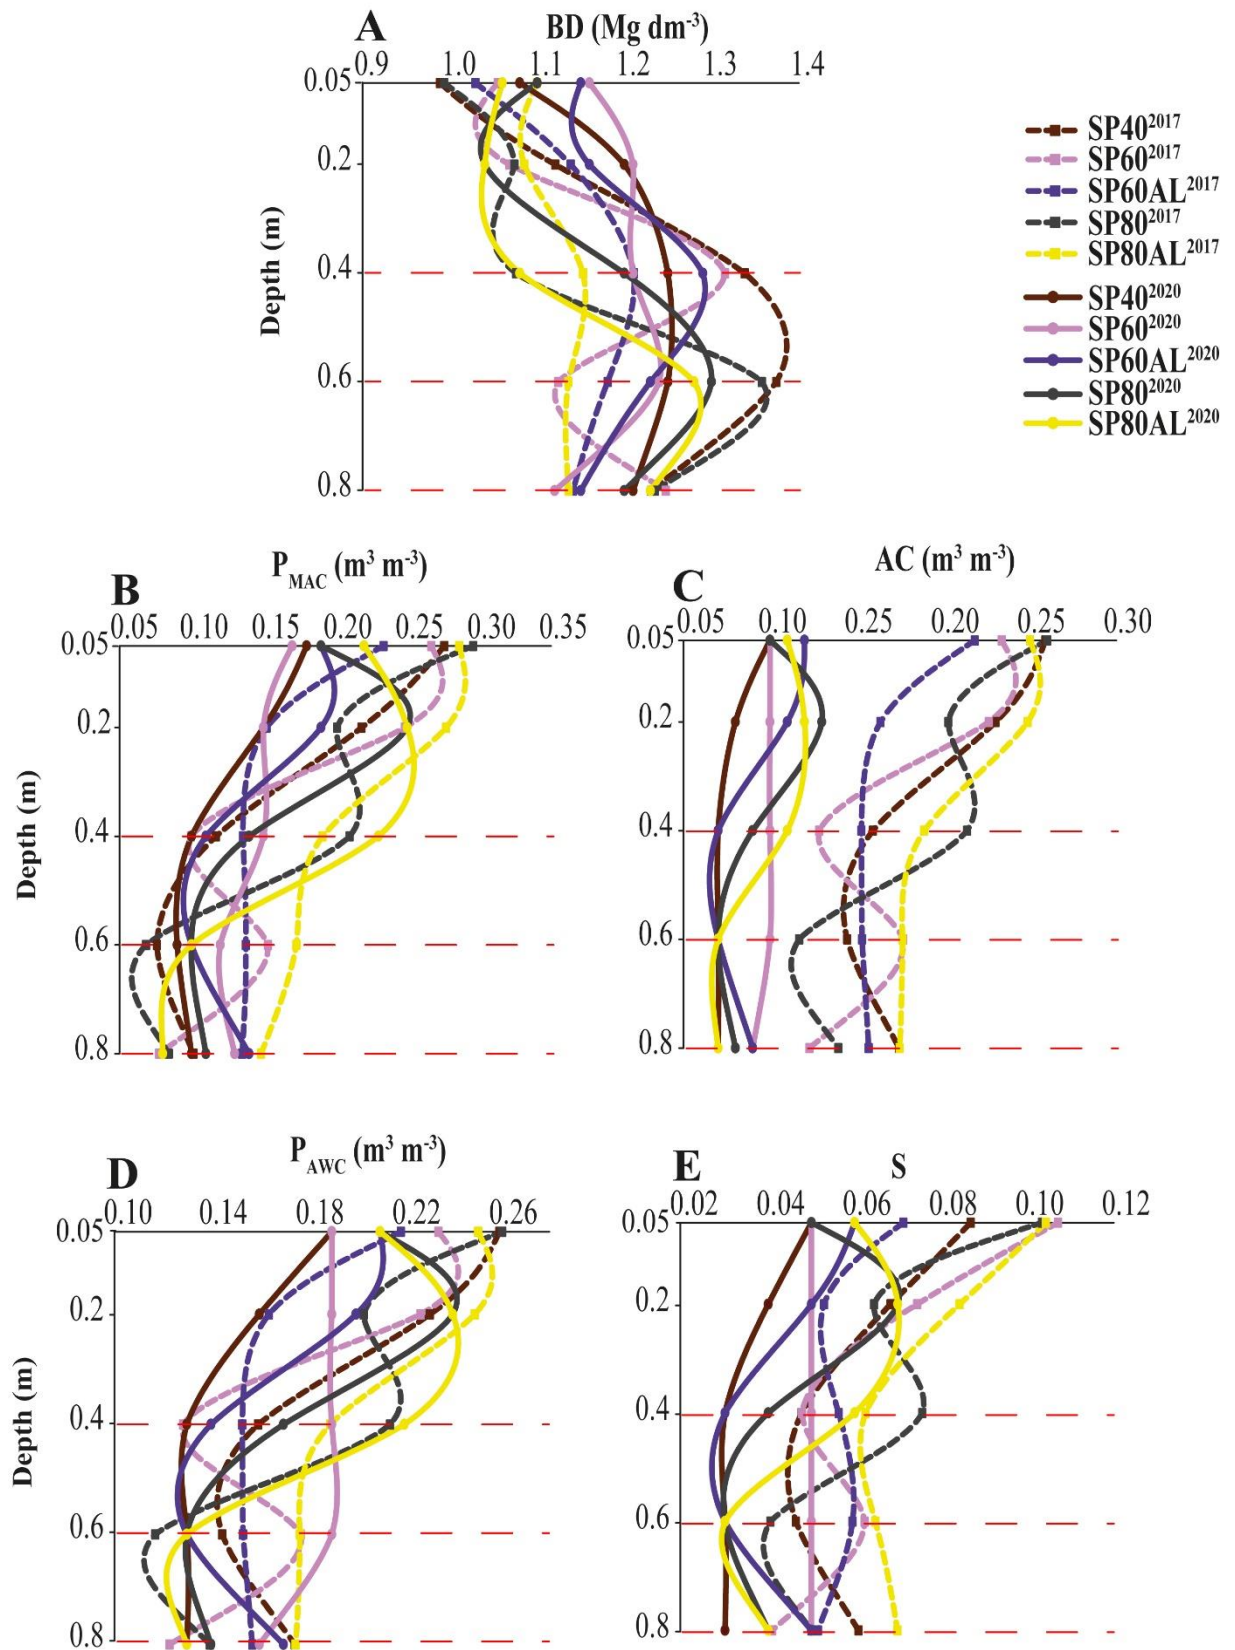 A
BD (Mg dm⁻³)
0.9 1.0 1.1 1.2 1.3 1.4
0.05
0.2
0.4
0.6
0.8
Depth (m)
SP40²⁰¹⁷
SP60²⁰¹⁷
SP60AL²⁰¹⁷
SP80²⁰¹⁷
SP80AL²⁰¹⁷
SP40²⁰²⁰
SP60²⁰²⁰
SP60AL²⁰²⁰
SP80²⁰²⁰
SP80AL²⁰²⁰
B
P_MAC (m³ m⁻³)
0.05 0.10 0.15 0.20 0.25 0.30 0.35
0.05
0.2
0.4
0.6
0.8
Depth (m)
C
AC (m³ m⁻³)
0.05 0.10 0.25 0.20 0.25 0.30
0.05
0.2
0.4
0.6
0.8
D
P_AWC (m³ m⁻³)
0.10 0.14 0.18 0.22 0.26
0.05
0.2
0.4
0.6
0.8
Depth (m)
E
S
0.02 0.04 0.06 0.08 0.10 0.12
0.05
0.2
0.4
0.6
0.8